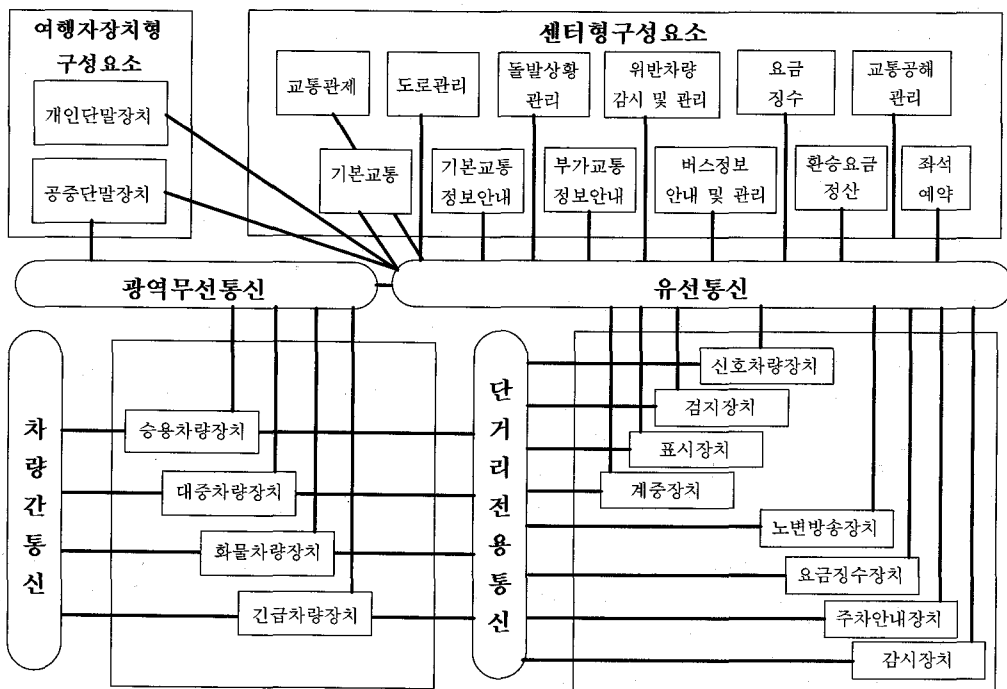 여행자장치형
구성요소
개인단말장치
공중단말장치
센터형구성요소
교통관제
도로관리
돌발상황
관리
위반차량
감시 및 관리
요금
징수
교통공해
관리
기본교통
기본교통
정보안내
부가교통
정보안내
버스정보
안내 및 관리
환승요금
정산
좌석
예약
광역무선통신
유선통신
차량간통신
승용차량장치
대중차량장치
화물차량장치
긴급차량장치
단거리전용통신
신호차량장치
검지장치
표시장치
계중장치
노변방송장치
요금징수장치
주차안내장치
감시장치